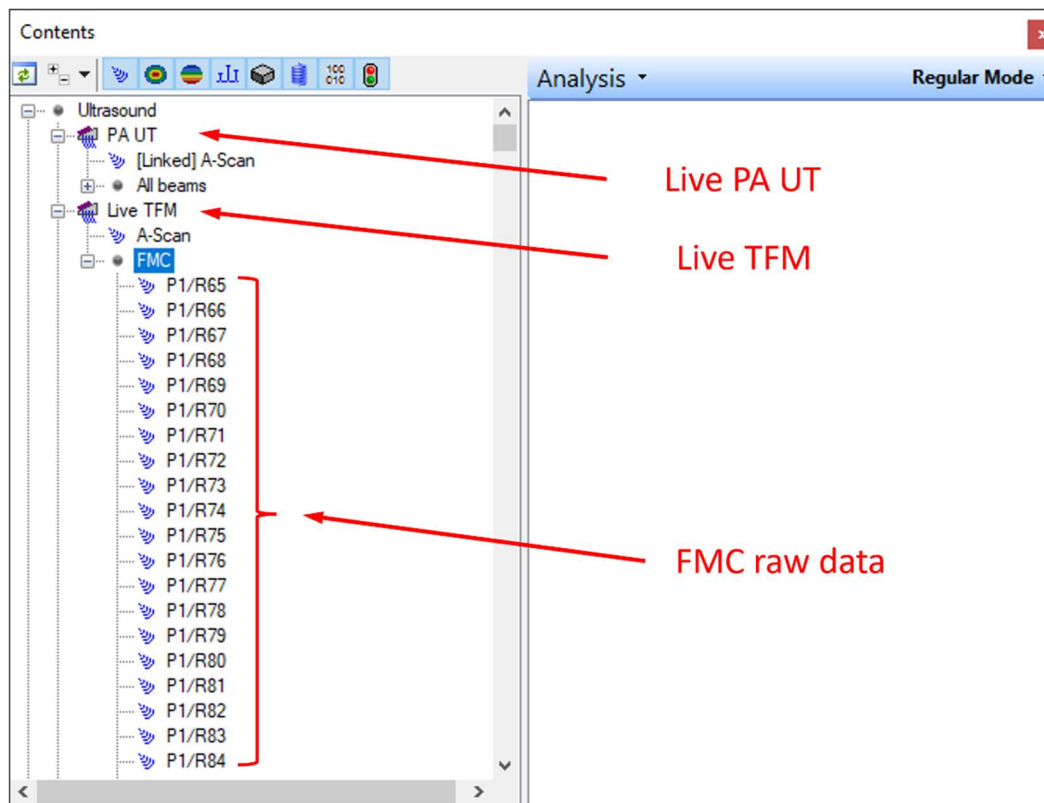 Contents
Analysis
Regular Mode
Ultrasound
PA UT
[Linked] A-Scan
All beams
Live TFM
A-Scan
FMC
P1/R65
P1/R66
P1/R67
P1/R68
P1/R69
P1/R70
P1/R71
P1/R72
P1/R73
P1/R74
P1/R75
P1/R76
P1/R77
P1/R78
P1/R79
P1/R80
P1/R81
P1/R82
P1/R83
P1/R84
Live PA UT
Live TFM
FMC raw data